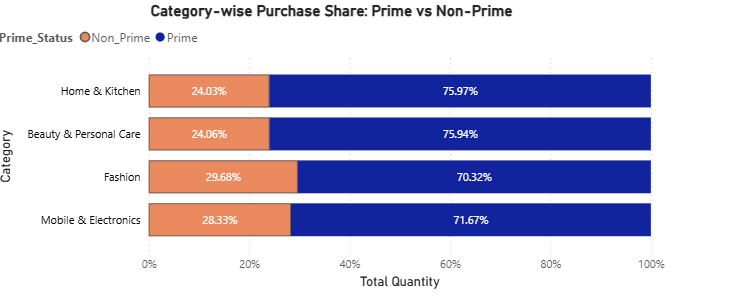 Category-wise Purchase Share: Prime vs Non-Prime
Prime_Status Non_Prime Prime
Category
Home & Kitchen 24.03% 75.97%
Beauty & Personal Care 24.06% 75.94%
Fashion 29.68% 70.32%
Mobile & Electronics 28.33% 71.67%
0% 20% 40% 60% 80% 100%
Total Quantity